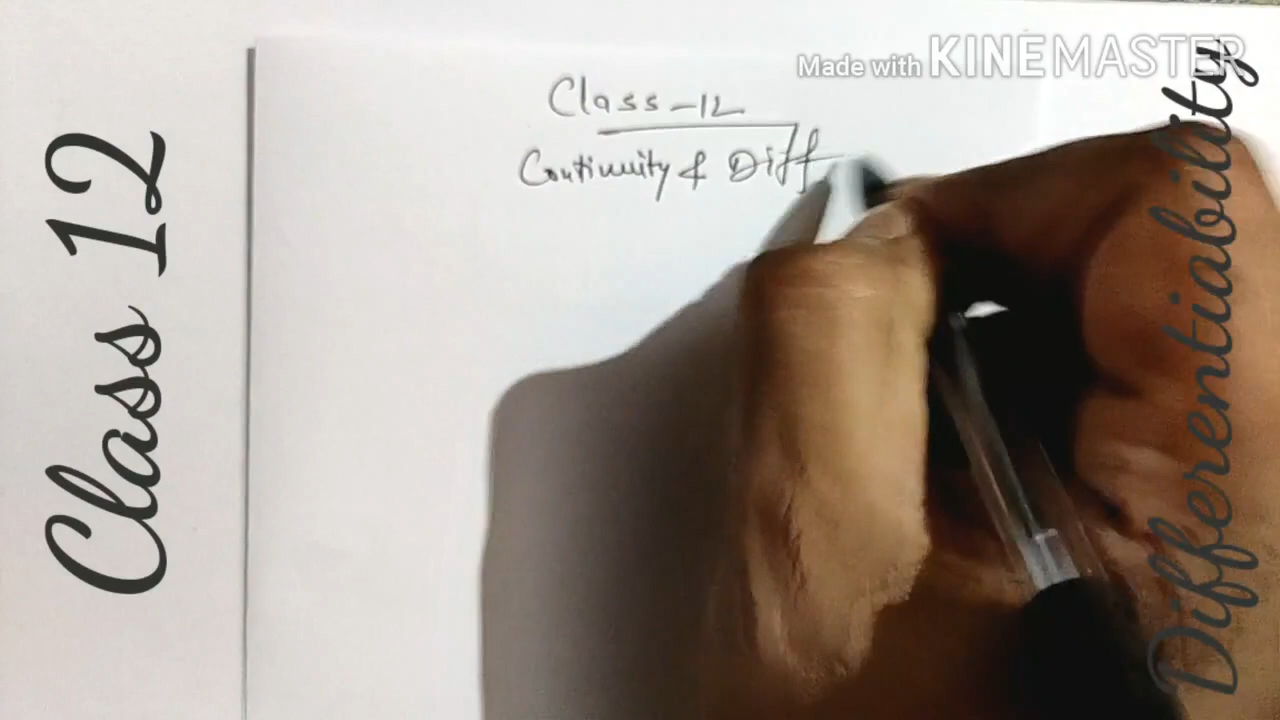 Made with KINEMASTER
Class 12
Class-12
Continuity & Diff
Differentiability